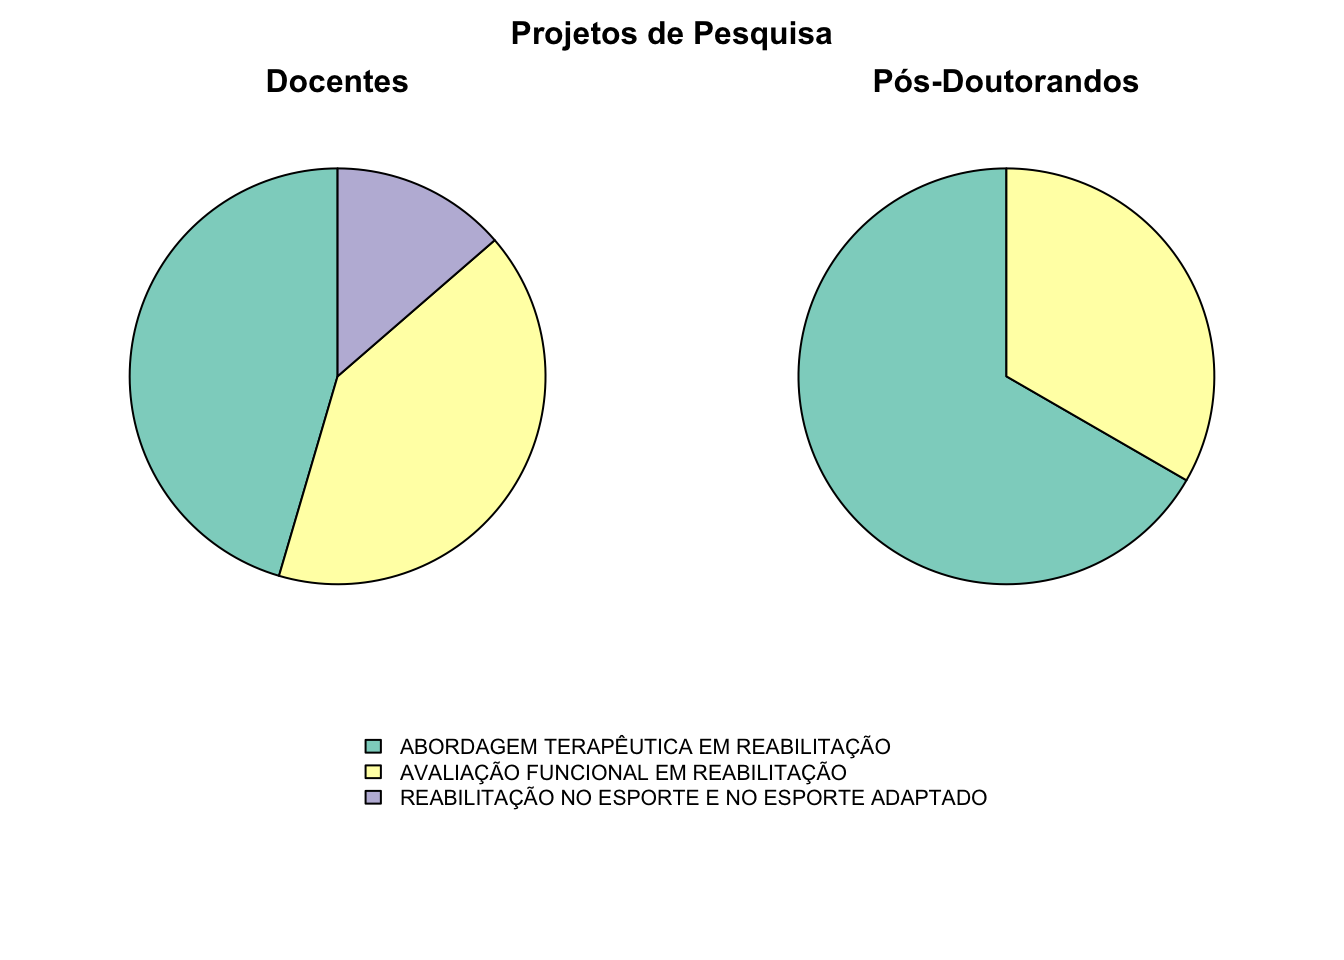 Projetos de Pesquisa
Docentes
Pós-Doutorandos
ABORDAGEM TERAPÊUTICA EM REABILITAÇÃO
AVALIAÇÃO FUNCIONAL EM REABILITAÇÃO
REABILITAÇÃO NO ESPORTE E NO ESPORTE ADAPTADO